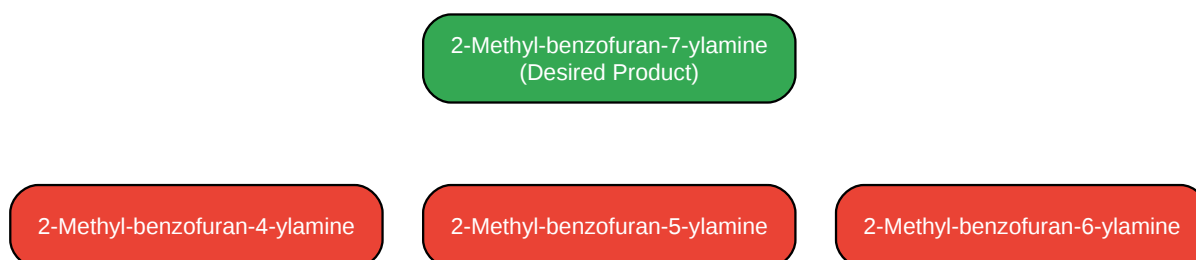 2-Methyl-benzofuran-7-ylamine
(Desired Product)
2-Methyl-benzofuran-4-ylamine
2-Methyl-benzofuran-5-ylamine
2-Methyl-benzofuran-6-ylamine